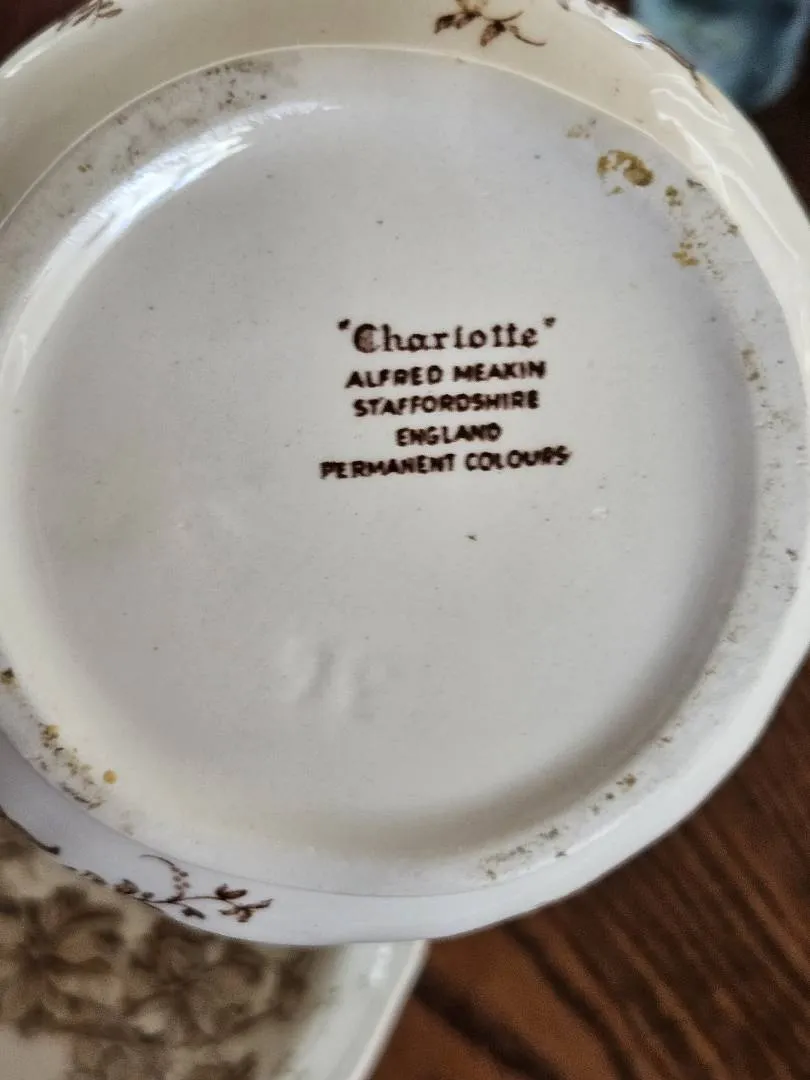 "Charlotte"
ALFRED MEAKIN
STAFFORDSHIRE
ENGLAND
PERMANENT COLOURS